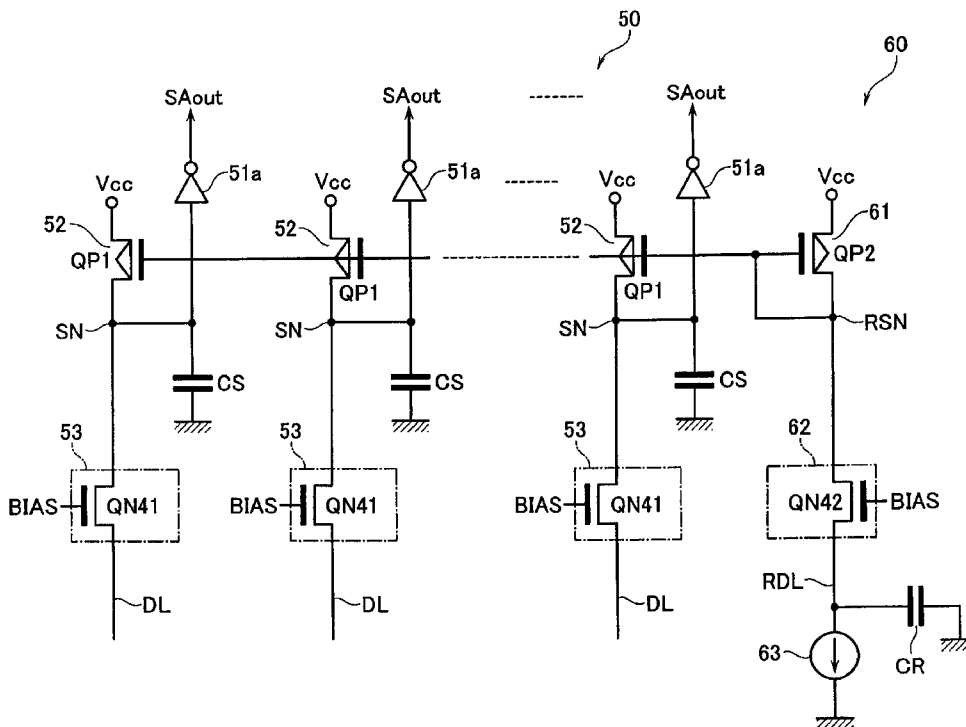 50
60
SAout
SAout
SAout
51a
51a
51a
Vcc
Vcc
Vcc
Vcc
52
52
52
61
QP1
QP1
QP1
QP2
SN
SN
SN
RSN
CS
CS
CS
53
53
53
62
BIAS
QN41
BIAS
QN41
BIAS
QN41
QN42
BIAS
DL
DL
DL
RDL
63
CR